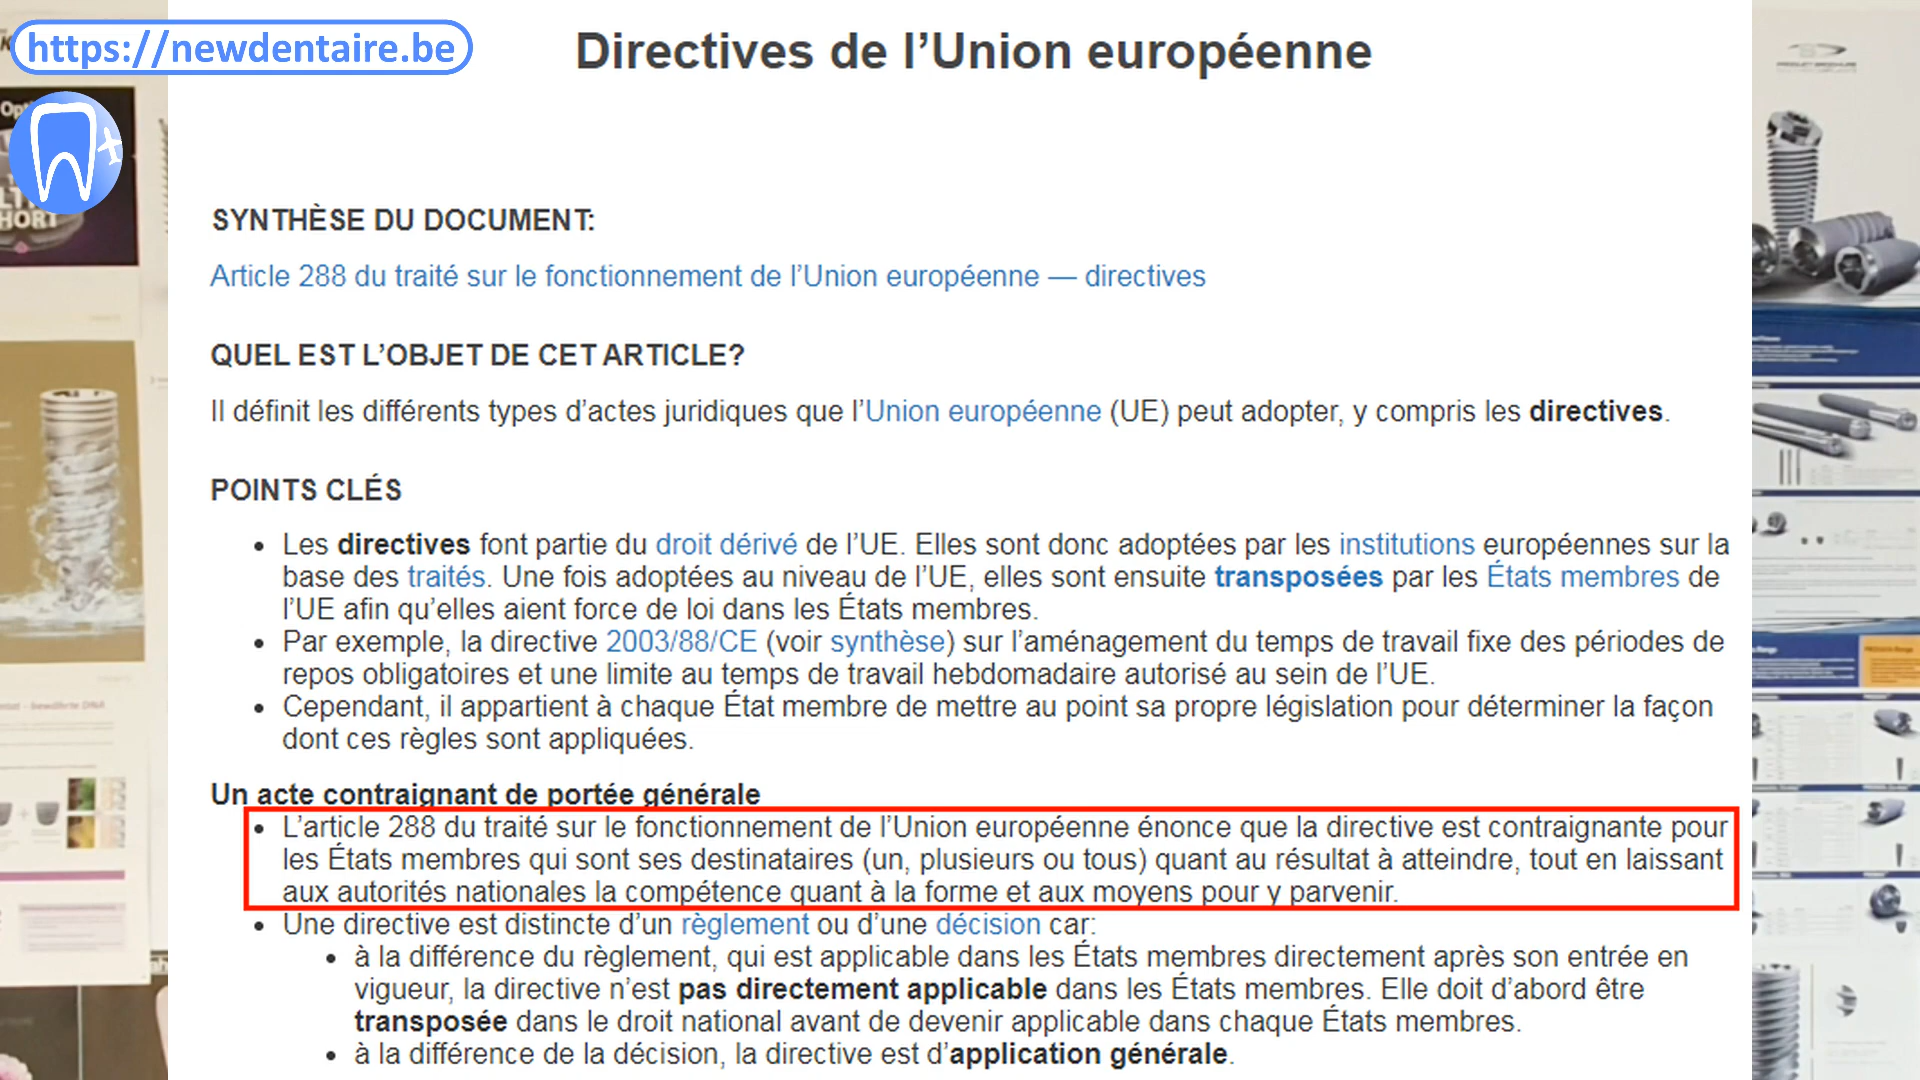 https://newdentaire.be
Directives de l’Union européenne
SYNTHÈSE DU DOCUMENT:
Article 288 du traité sur le fonctionnement de l’Union européenne — directives
QUEL EST L’OBJET DE CET ARTICLE?
Il définit les différents types d’actes juridiques que l’Union européenne (UE) peut adopter, y compris les directives.
POINTS CLÉS
Les directives font partie du droit dérivé de l’UE. Elles sont donc adoptées par les institutions européennes sur la
base des traités. Une fois adoptées au niveau de l’UE, elles sont ensuite transposées par les États membres de
l’UE afin qu’elles aient force de loi dans les États membres.
Par exemple, la directive 2003/88/CE (voir synthèse) sur l’aménagement du temps de travail fixe des périodes de
repos obligatoires et une limite au temps de travail hebdomadaire autorisé au sein de l’UE.
Cependant, il appartient à chaque État membre de mettre au point sa propre législation pour déterminer la façon
dont ces règles sont appliquées.
Un acte contraignant de portée générale
L’article 288 du traité sur le fonctionnement de l’Union européenne énonce que la directive est contraignante pour
les États membres qui sont ses destinataires (un, plusieurs ou tous) quant au résultat à atteindre, tout en laissant
aux autorités nationales la compétence quant à la forme et aux moyens pour y parvenir.
Une directive est distincte d’un règlement ou d’une décision car:
à la différence du règlement, qui est applicable dans les États membres directement après son entrée en
vigueur, la directive n’est pas directement applicable dans les États membres. Elle doit d’abord être
transposée dans le droit national avant de devenir applicable dans chaque États membres.
à la différence de la décision, la directive est d’application générale.